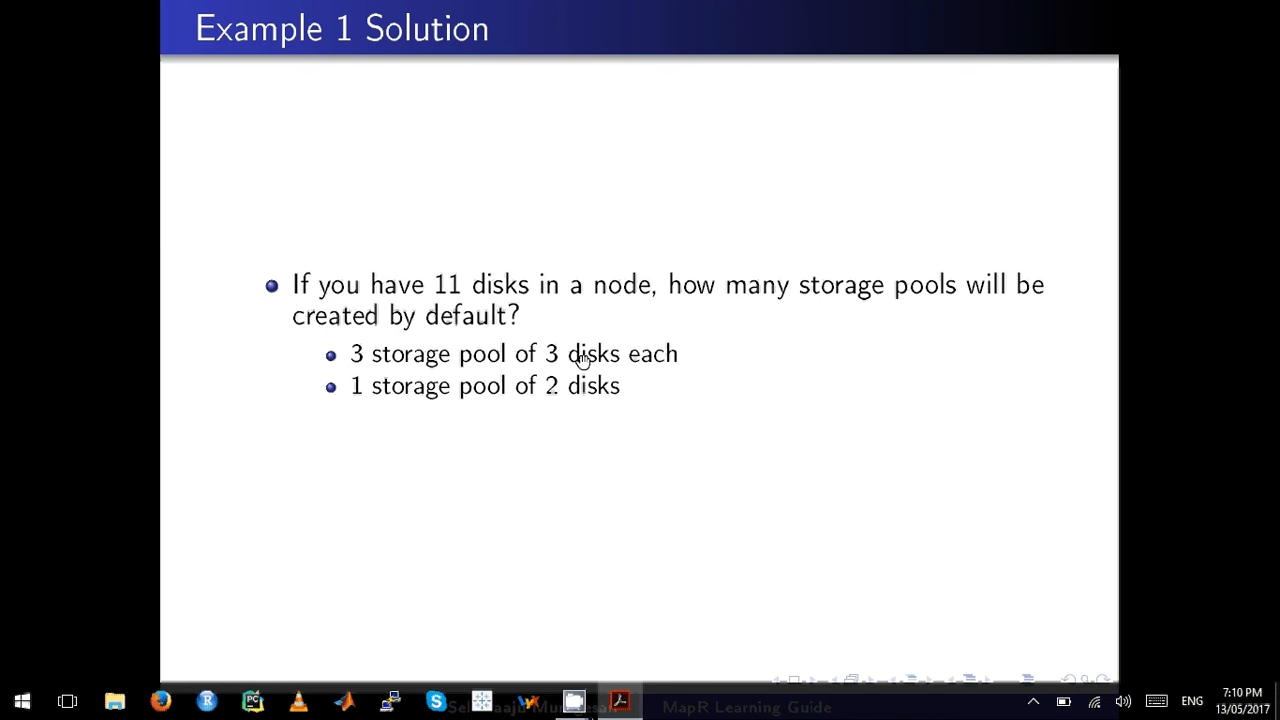 Example 1 Solution
If you have 11 disks in a node, how many storage pools will be
created by default?
3 storage pool of 3 disks each
1 storage pool of 2 disks
MapR Learning Guide
ENG
7:10 PM
13/05/2017